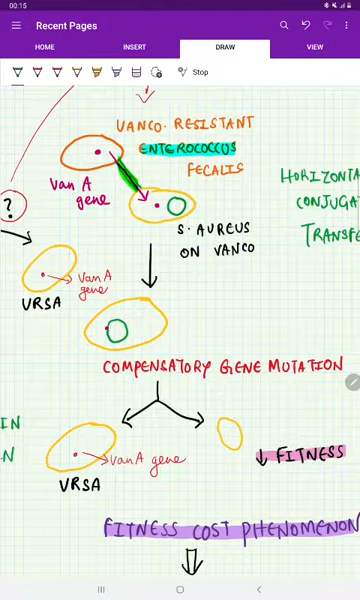 00:15
Recent Pages
HOME INSERT DRAW VIEW
Stop
VANCO-RESISTANT
ENTEROCOCCUS
FECALIS
Van A
gene
HORIZONTA
CONJUGA
TRANSFE
?
S. AUREUS
ON VANCO
Van A
gene
VRSA
COMPENSATORY GENE MUTATION
IN
N
Van A gene
VRSA
↓ FITNESS
FITNESS COST PHENOMENON